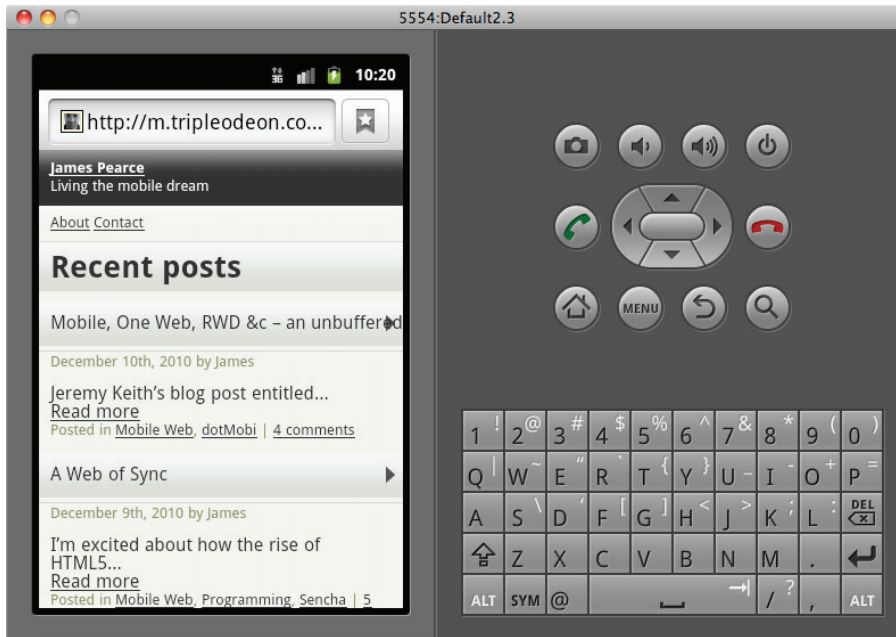 5554:Default2.3
3G 10:20
http://m.tripleodeon.co...
James Pearce
Living the mobile dream
About Contact
Recent posts
Mobile, One Web, RWD &c – an unbuffered
December 10th, 2010 by James
Jeremy Keith's blog post entitled...
Read more
Posted in Mobile Web, dotMobi | 4 comments
A Web of Sync
December 9th, 2010 by James
I'm excited about how the rise of
HTML5...
Read more
Posted in Mobile Web, Programming, Sencha | 5
MENU
1 ! 2 @ 3 # 4 $ 5 % 6 ^ 7 & 8 * 9 ( 0 )
Q | W ~ E “ R ` T { Y } U _ I - O + P =
A S \ D ‘ F [ G ] H < J > K ; L : DEL
Z X C V B N M .
ALT SYM @ / ? , ALT